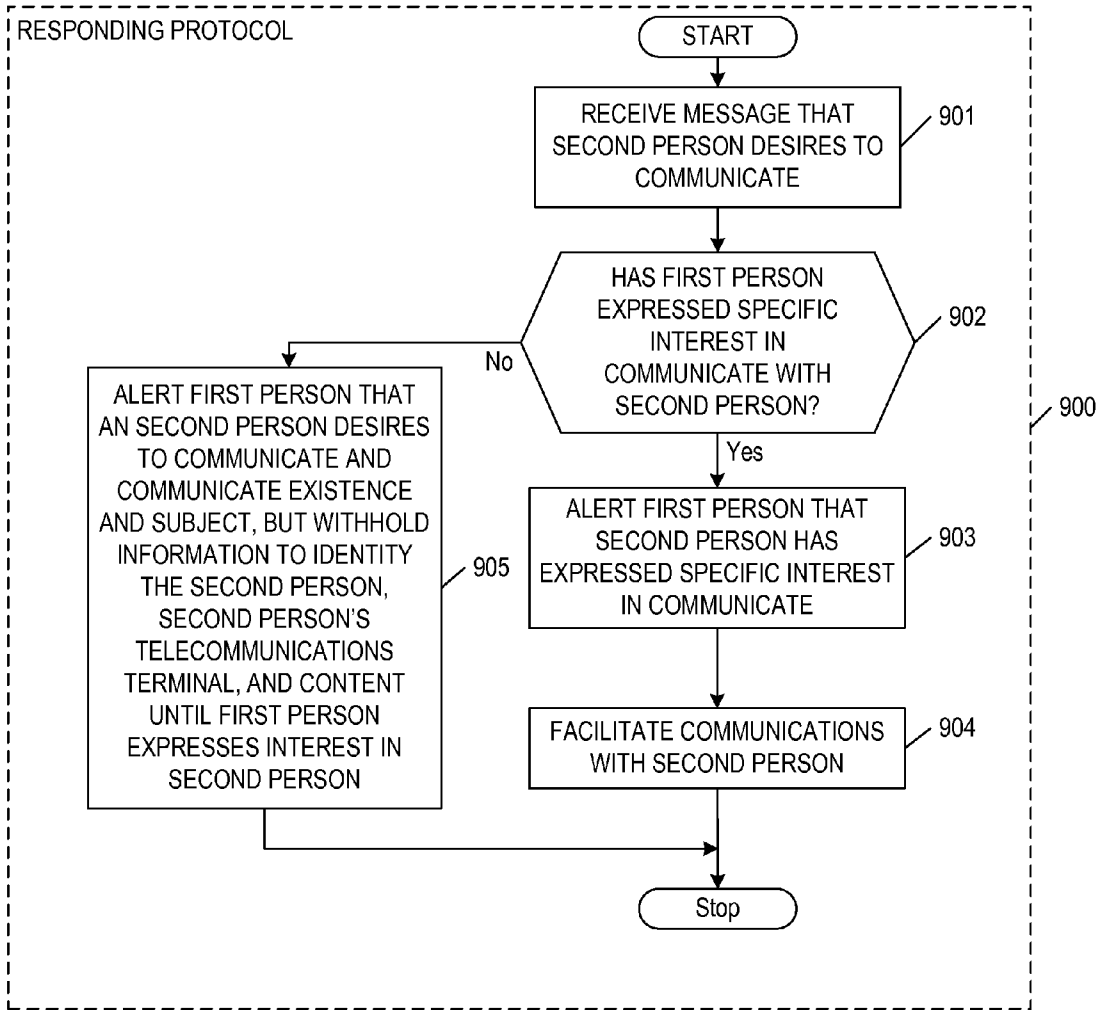 RESPONDING PROTOCOL
START
RECEIVE MESSAGE THAT
SECOND PERSON DESIRES TO
COMMUNICATE
901
HAS FIRST PERSON
EXPRESSED SPECIFIC
INTEREST IN
COMMUNICATE WITH
SECOND PERSON?
902
No
Yes
ALERT FIRST PERSON THAT
AN SECOND PERSON DESIRES
TO COMMUNICATE AND
COMMUNICATE EXISTENCE
AND SUBJECT, BUT WITHHOLD
INFORMATION TO IDENTITY
THE SECOND PERSON,
SECOND PERSON'S
TELECOMMUNICATIONS
TERMINAL, AND CONTENT
UNTIL FIRST PERSON
EXPRESSES INTEREST IN
SECOND PERSON
905
ALERT FIRST PERSON THAT
SECOND PERSON HAS
EXPRESSED SPECIFIC INTEREST
IN COMMUNICATE
903
FACILITATE COMMUNICATIONS
WITH SECOND PERSON
904
Stop
900